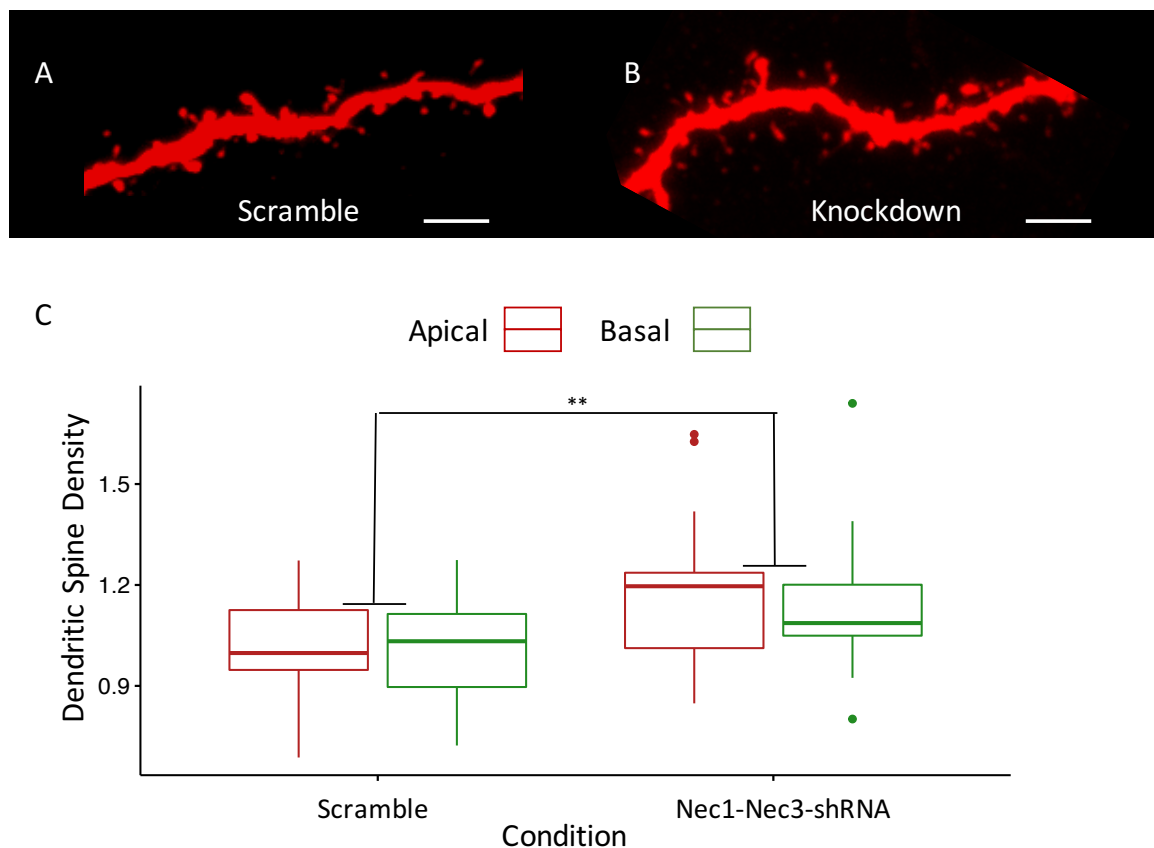 A
B
Scramble
Knockdown
C
Apical
Basal
**
Dendritic Spine Density
1.5
1.2
0.9
Scramble
Nec1-Nec3-shRNA
Condition